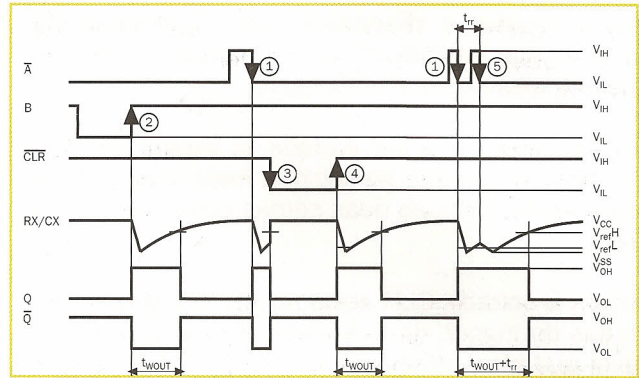 trr
A
VIH
① ① ⑤
VIL
B
VIH
②
VIL
CLR
VIH
③ ④
VIL
RX/CX
VCC
VrefH
VrefL
VSS
VOH
Q
VOL
Q
VOH
VOL
tWOUT tWOUT tWOUT+trr